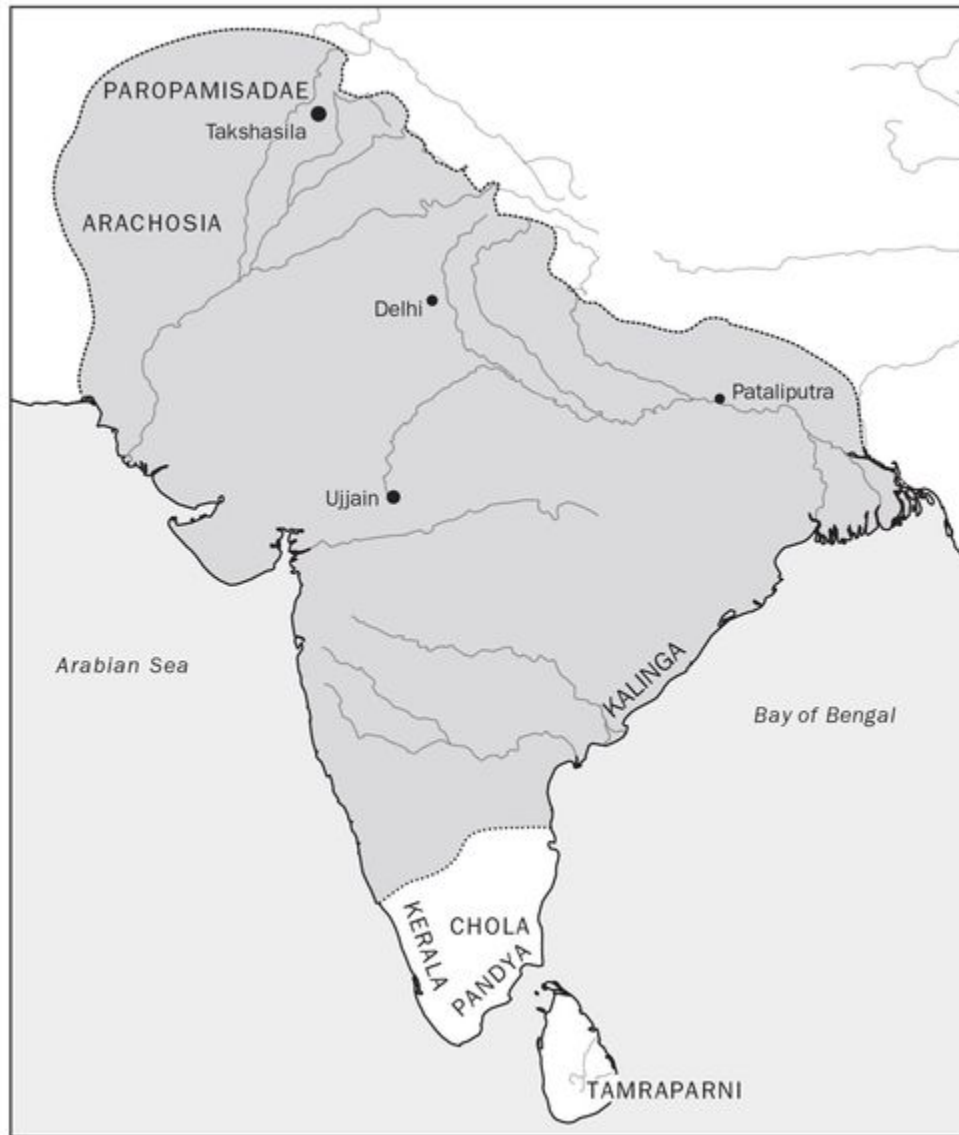 PAROPAMISADAE
Takshasila
ARACHOSIA
Delhi
Pataliputra
Ujjain
Arabian Sea
KALINGA
Bay of Bengal
KERALA
CHOLA
PANDYA
TAMRAPARNI